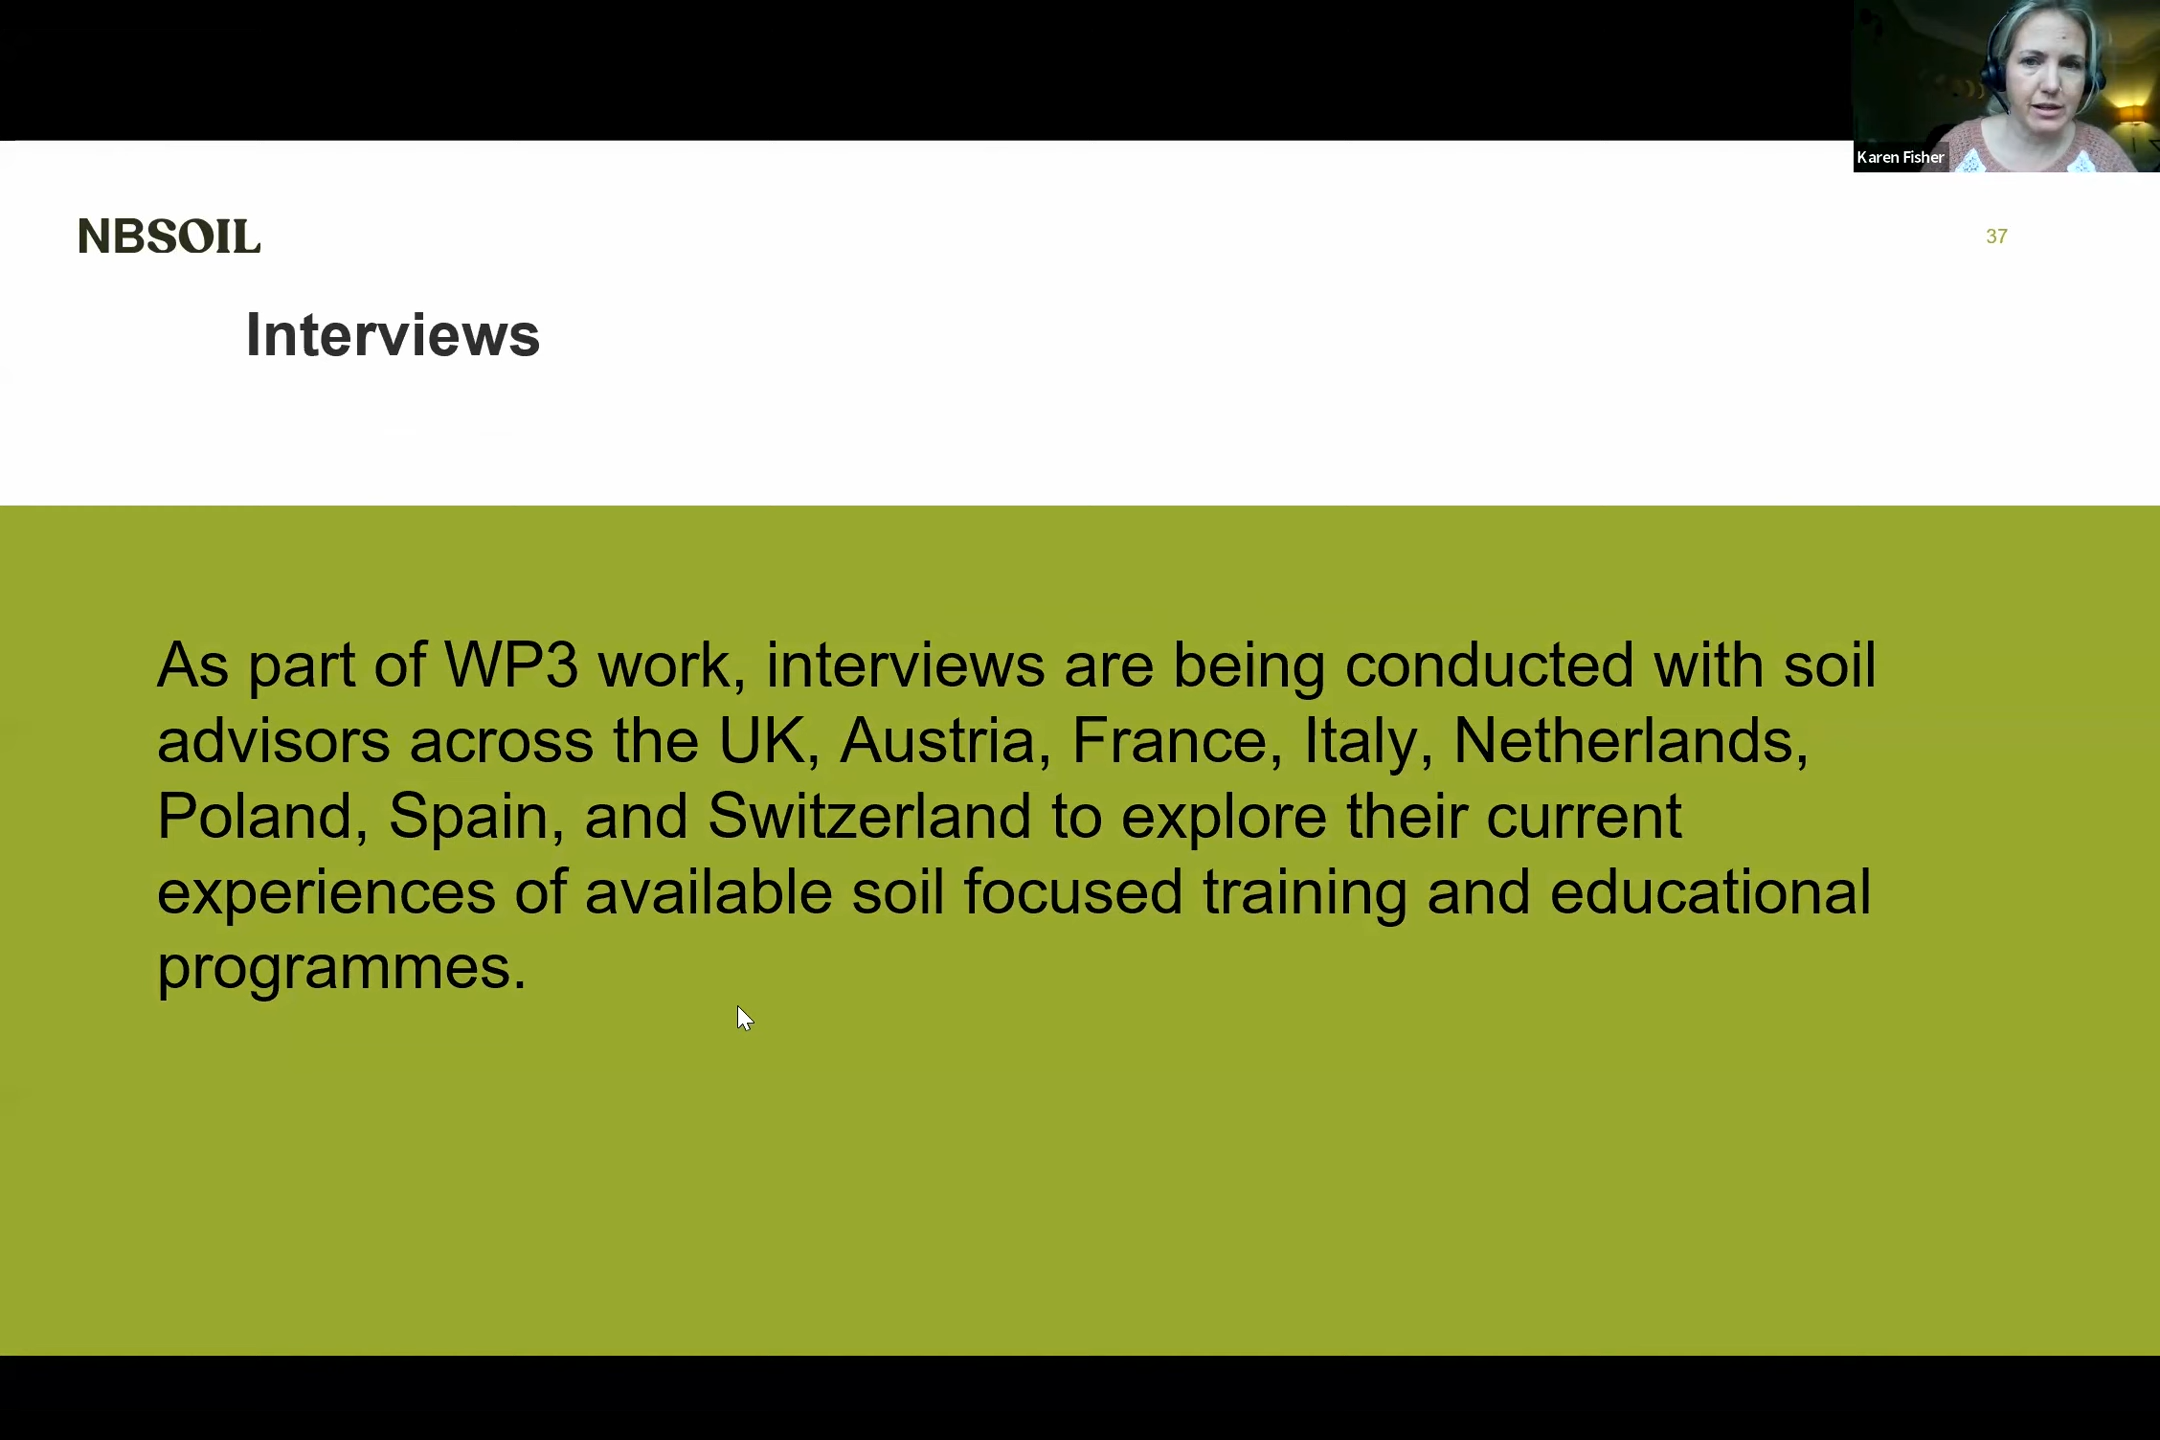 Karen Fisher
NBSOIL
37
Interviews
As part of WP3 work, interviews are being conducted with soil
advisors across the UK, Austria, France, Italy, Netherlands,
Poland, Spain, and Switzerland to explore their current
experiences of available soil focused training and educational
programmes.